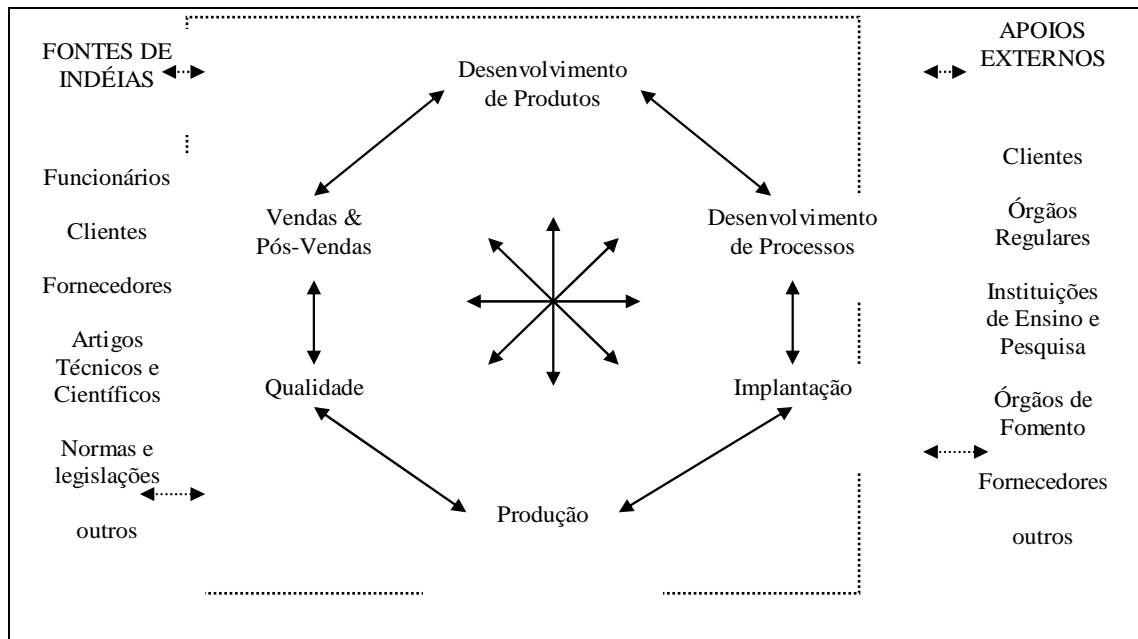 FONTES DE
INDÉIAS
Funcionários
Clientes
Fornecedores
Artigos
Técnicos e
Científicos
Normas e
legislações
outros
Desenvolvimento
de Produtos
Vendas &
Pós-Vendas
Desenvolvimento
de Processos
Qualidade
Implantação
Produção
APOIOS
EXTERNOS
Clientes
Órgãos
Regulares
Instituições
de Ensino e
Pesquisa
Órgãos de
Fomento
Fornecedores
outros